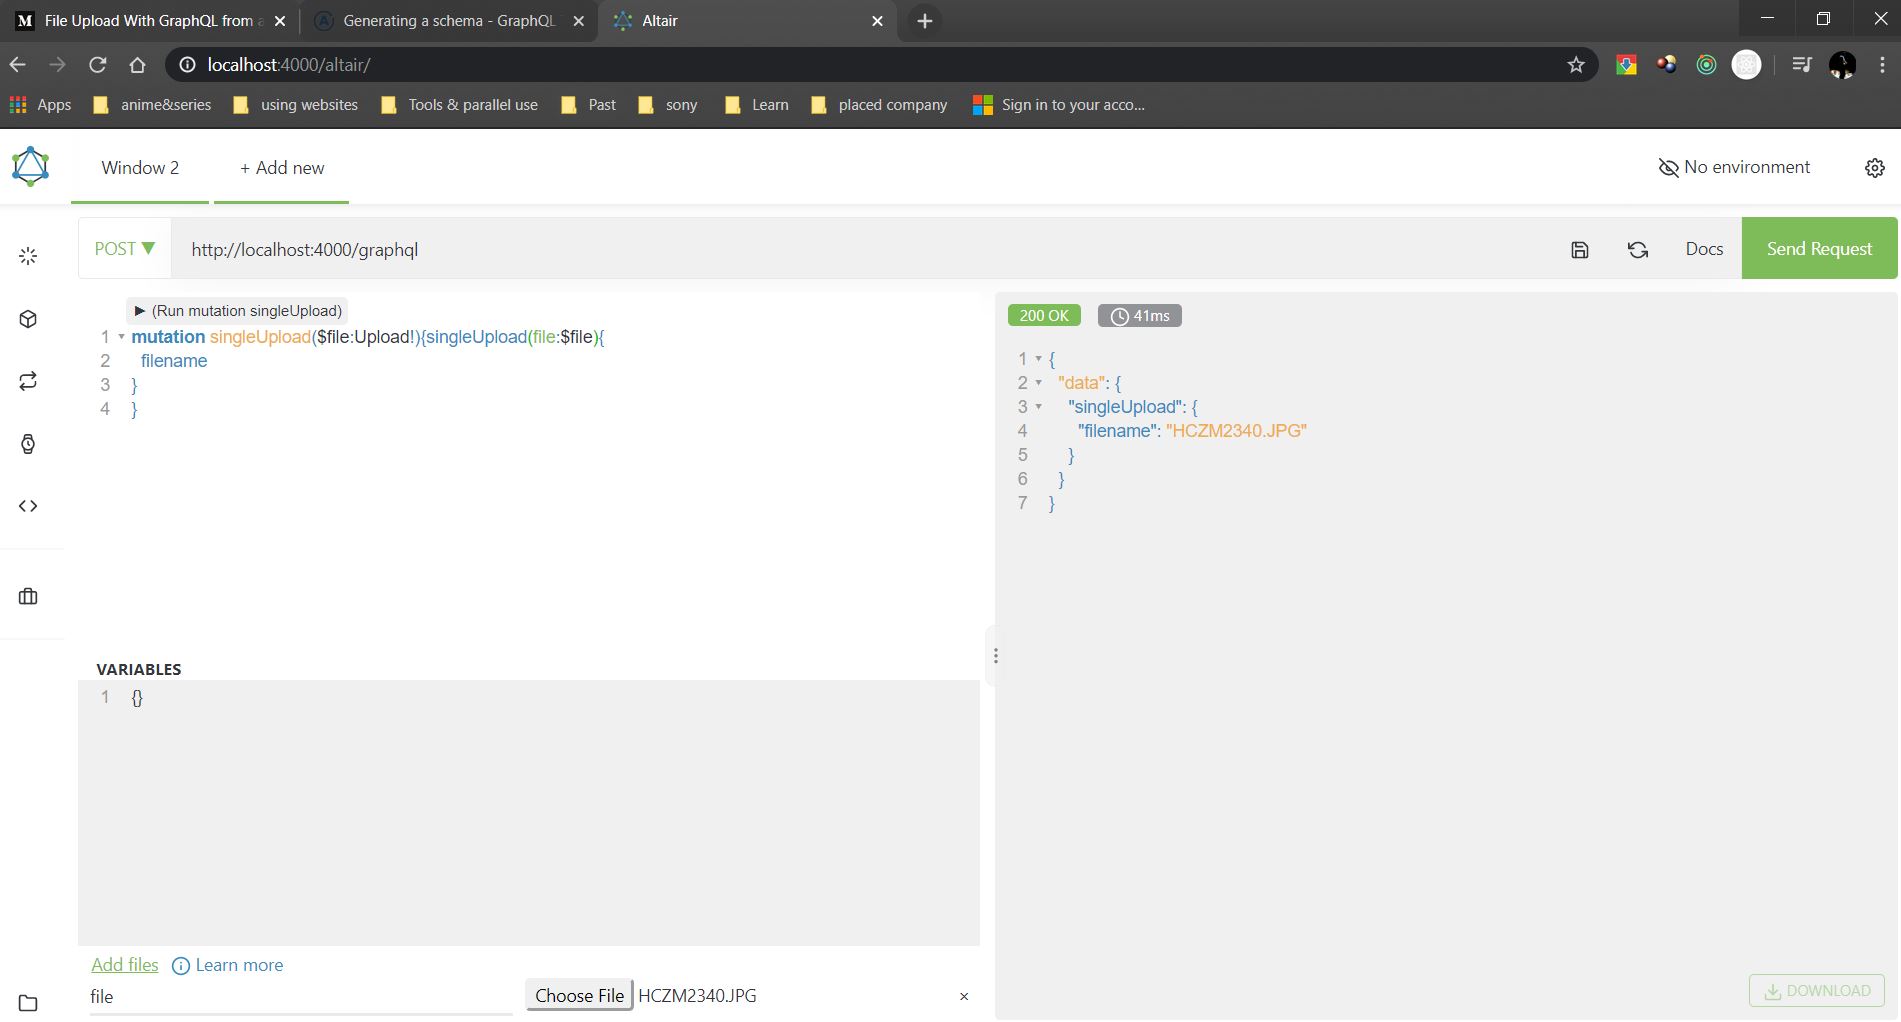 M File Upload With GraphQL from a
Generating a schema - GraphQL
Altair
localhost:4000/altair/
Apps
anime&series
using websites
Tools & parallel use
Past
sony
Learn
placed company
Sign in to your acco...
Window 2
+ Add new
No environment
POST ▼
http://localhost:4000/graphql
Docs
Send Request
▶ (Run mutation singleUpload)
1 mutation singleUpload($file:Upload!){singleUpload(file:$file){
2 filename
3 }
4 }
VARIABLES
1 {}
Add files
Learn more
file
Choose File HCZM2340.JPG ×
200 OK
41ms
1 {
2 "data": {
3 "singleUpload": {
4 "filename": "HCZM2340.JPG"
5 }
6 }
7 }
DOWNLOAD